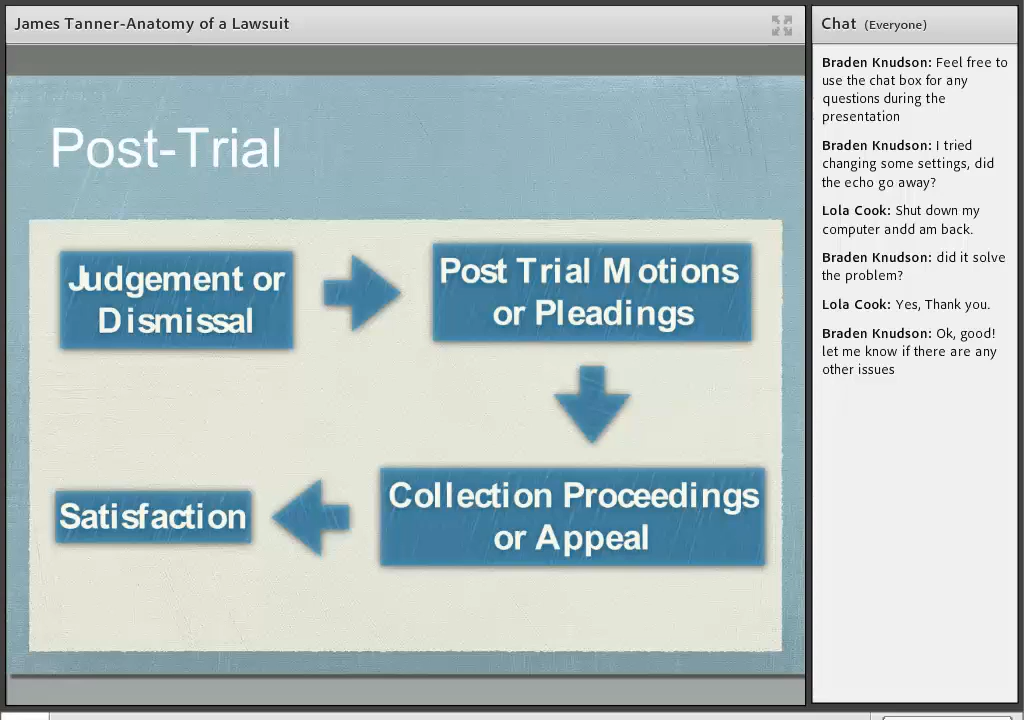 James Tanner-Anatomy of a Lawsuit
Post-Trial
Judgement or
Dismissal
Post Trial Motions
or Pleadings
Collection Proceedings
or Appeal
Satisfaction
Chat (Everyone)
Braden Knudson: Feel free to
use the chat box for any
questions during the
presentation
Braden Knudson: I tried
changing some settings, did
the echo go away?
Lola Cook: Shut down my
computer andd am back.
Braden Knudson: did it solve
the problem?
Lola Cook: Yes, Thank you.
Braden Knudson: Ok, good!
let me know if there are any
other issues